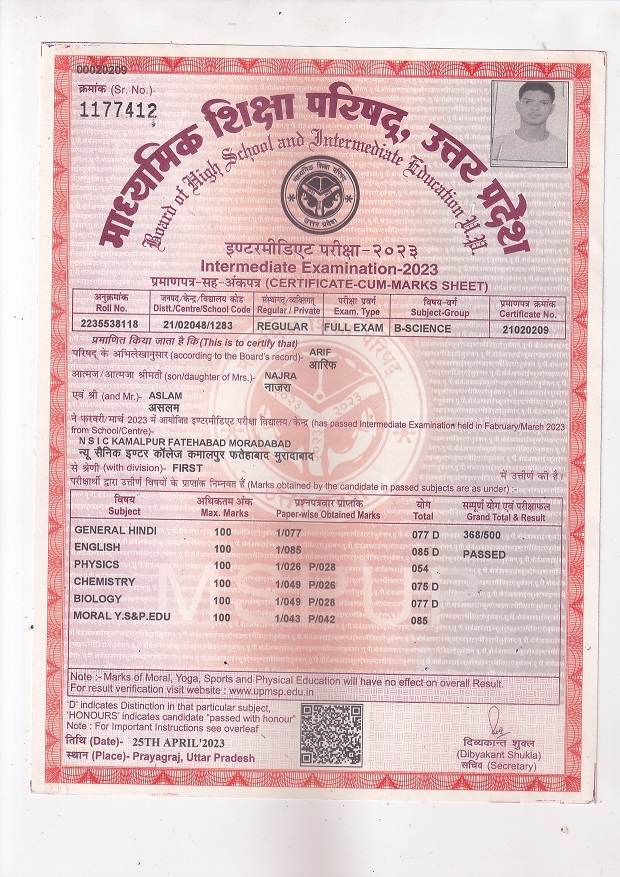 00020209
क्रमांक (Sr. No.)-
1177412
माध्यमिक शिक्षा परिषद्, उत्तर प्रदेश
Board of High School and Intermediate Education U.P.
इण्टरमीडिएट परीक्षा-२०२३
Intermediate Examination-2023
प्रमाणपत्र-सह-अंकपत्र (CERTIFICATE-CUM-MARKS SHEET)
अनुक्रमांक जनपद/केन्द्र/विद्यालय कोड संस्थागत/व्यक्तिगत परीक्षा प्रवर्ग विषय-वर्ग प्रमाणपत्र क्रमांक
Roll No. Distt./Centre/School Code Regular / Private Exam. Type Subject-Group Certificate No.
2235538118 21/02048/1283 REGULAR FULL EXAM B-SCIENCE 21020209
प्रमाणित किया जाता है कि(This is to certify that)
परिषद् के अभिलेखानुसार (according to the Board's record)- ARIF
आरिफ
आत्मज/आत्मजा श्रीमती (son/daughter of Mrs.)- NAJRA
नाजरा
एवं श्री (and Mr.)- ASLAM
असलम
ने फरवरी/मार्च 2023 में आयोजित इण्टरमीडिएट परीक्षा विद्यालय/केन्द्र (has passed Intermediate Examination held in Fabruary/March 2023
from School/Centre)-
N S I C KAMALPUR FATEHABAD MORADABAD
न्यू सैनिक इण्टर कॉलेज कमालपुर फतेहाबाद मुरादाबाद
से श्रेणी (with division)- FIRST में उत्तीर्ण की है।
परीक्षार्थी द्वारा उत्तीर्ण विषयों के प्राप्तांक निम्नवत हैं (Marks obtained by the candidate in passed subjects are as under) :-
विषय अधिकतम अंक प्रश्नपत्रवार प्राप्तांक योग सम्पूर्ण योग एवं परीक्षाफल
Subject Max. Marks Paper-wise Obtained Marks Total Grand Total & Result
GENERAL HINDI 100 1/077 077 D 368/500
ENGLISH 100 1/085 085 D PASSED
PHYSICS 100 1/026 P/028 054
CHEMISTRY 100 1/049 P/026 075 D
BIOLOGY 100 1/049 P/028 077 D
MORAL Y.S&P.EDU 100 1/043 P/042 085
Note :- Marks of Moral, Yoga, Sports and Physical Education will have no effect on overall Result.
For result verification visit website : www.upmsp.edu.in
'D' indicates Distinction in that particular subject,
'HONOURS' indicates candidate "passed with honour"
Note : For Important Instructions see overleaf
तिथि (Date)- 25TH APRIL'2023
स्थान (Place)- Prayagraj, Uttar Pradesh
दिव्यकान्त शुक्ल
(Dibyakant Shukla)
सचिव (Secretary)